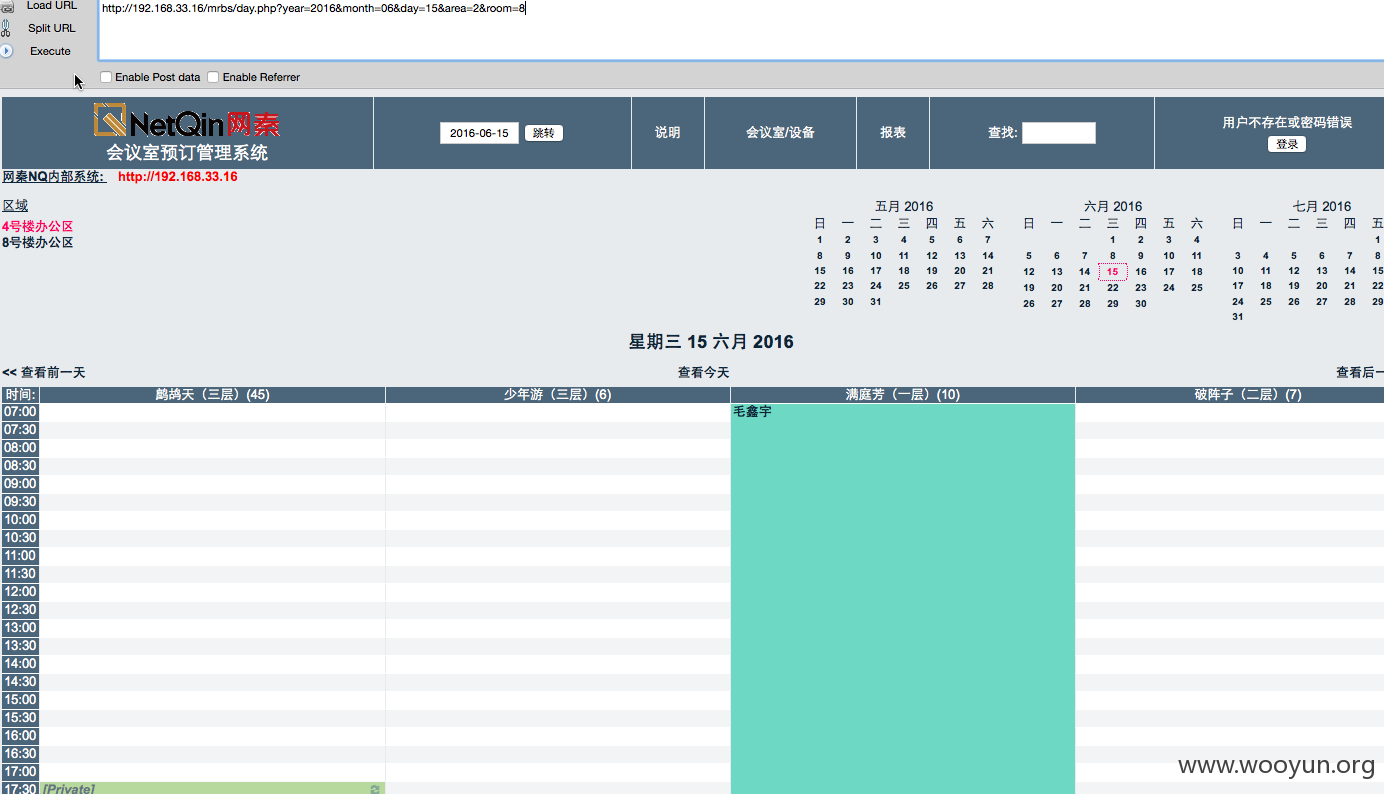 Load URL
http://192.168.33.16/mrbs/day.php?year=2016&month=06&day=15&area=2&room=8
Split URL
Execute
Enable Post data Enable Referrer
NetQin网秦
会议室预订管理系统
2016-06-15 跳转
说明
会议室/设备
报表
查找:
用户不存在或密码错误
登录
网秦NQ内部系统: http://192.168.33.16
区域
4号楼办公区
8号楼办公区
五月 2016
日 一 二 三 四 五 六
1 2 3 4 5 6 7
8 9 10 11 12 13 14
15 16 17 18 19 20 21
22 23 24 25 26 27 28
29 30 31
六月 2016
日 一 二 三 四 五 六
1 2 3 4
5 6 7 8 9 10 11
12 13 14 15 16 17 18
19 20 21 22 23 24 25
26 27 28 29 30
七月 2016
日 一 二 三 四 五
1
3 4 5 6 7 8
10 11 12 13 14 15
17 18 19 20 21 22
24 25 26 27 28 29
31
星期三 15 六月 2016
<< 查看前一天 查看今天 查看后一
时间: 鹧鸪天（三层）(45) 少年游（三层）(6) 满庭芳（一层）(10) 破阵子（二层）(7)
07:00 毛鑫宇
07:30
08:00
08:30
09:00
09:30
10:00
10:30
11:00
11:30
12:00
12:30
13:00
13:30
14:00
14:30
15:00
15:30
16:00
16:30
17:00
17:30 [Private]
www.wooyun.org